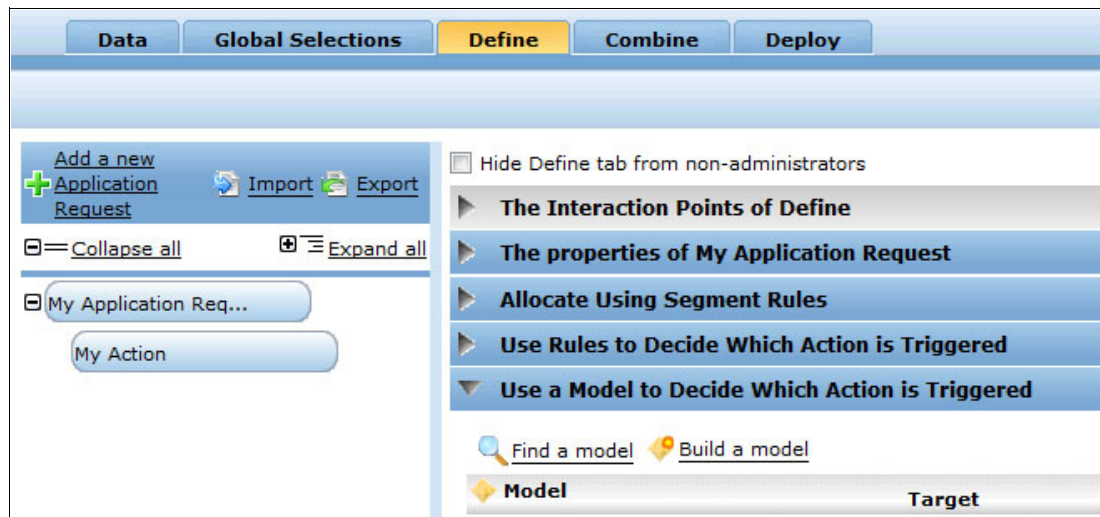 Data Global Selections Define Combine Deploy
Add a new
Application
Request
Import Export
Collapse all Expand all
My Application Req...
My Action
Hide Define tab from non-administrators
The Interaction Points of Define
The properties of My Application Request
Allocate Using Segment Rules
Use Rules to Decide Which Action is Triggered
Use a Model to Decide Which Action is Triggered
Find a model Build a model
Model Target